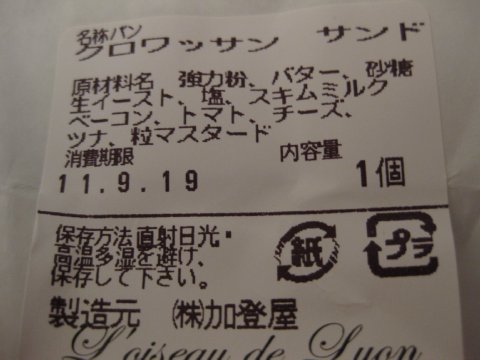 名称パン
クロワッサン サンド
原材料名 強力粉、バター、砂糖
生イースト、塩、スキムミルク
ベーコン、トマト、チーズ、
ツナ、粒マスタード
消費期限 内容量
11.9.19 1個
保存方法直射日光・
高温多湿を避け、
保存して下さい。
紙
プラ
製造元 ㈱加登屋
L'oiseau de Lyon